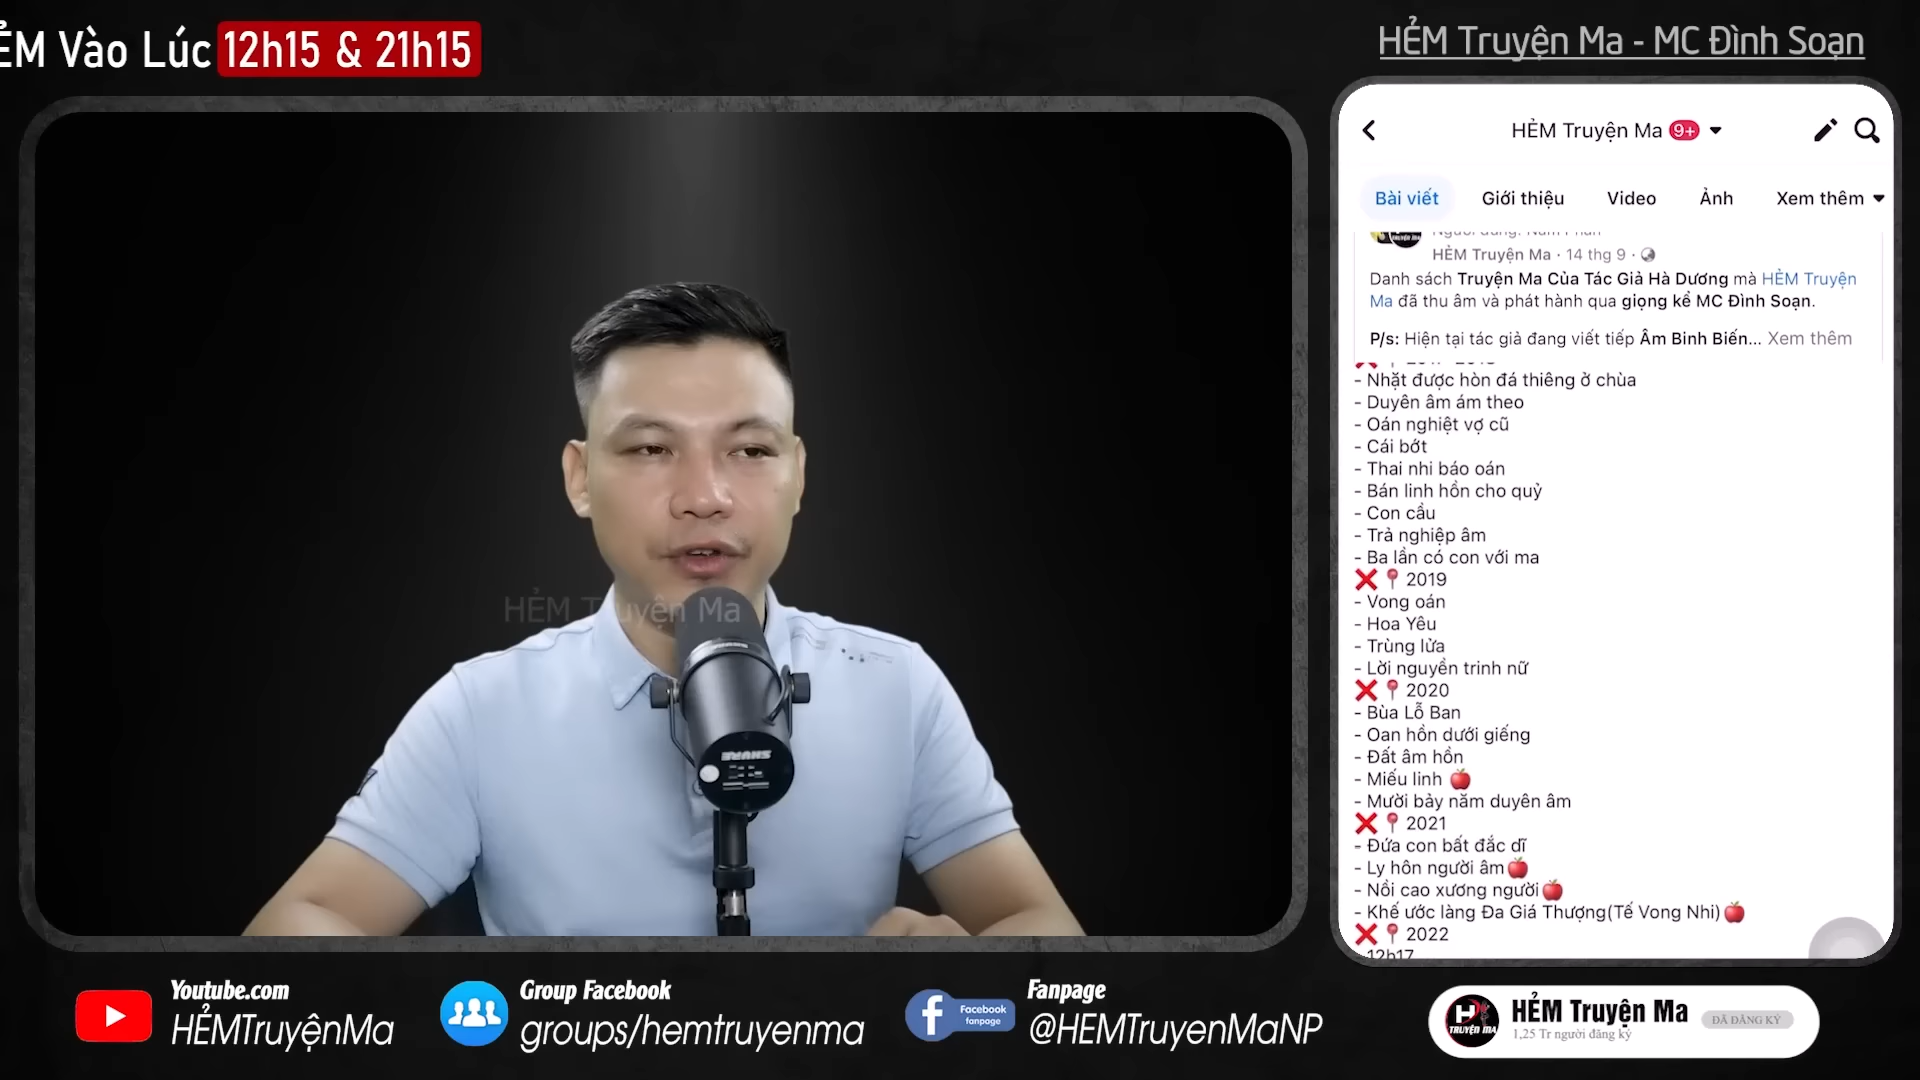 ẺM Vào Lúc 12h15 & 21h15
HẺM Truyện Ma - MC Đình Soạn
HẺM Truyện Ma 9+
Bài viết Giới thiệu Video Ảnh Xem thêm
HẺM Truyện Ma · 14 thg 9 ·
Danh sách Truyện Ma Của Tác Giả Hà Dương mà HẺM Truyện
Ma đã thu âm và phát hành qua giọng kể MC Đình Soạn.
P/s: Hiện tại tác giả đang viết tiếp Âm Binh Biến... Xem thêm
- Nhặt được hòn đá thiêng ở chùa
- Duyên âm ám theo
- Oán nghiệt vợ cũ
- Cái bớt
- Thai nhi báo oán
- Bán linh hồn cho quỷ
- Con cầu
- Trả nghiệp âm
- Ba lần có con với ma
❌📍2019
- Vong oán
- Hoa Yêu
- Trùng lửa
- Lời nguyền trinh nữ
❌📍2020
- Bùa Lỗ Ban
- Oan hồn dưới giếng
- Đất âm hồn
- Miếu linh 🍎
- Mười bảy năm duyên âm
❌📍2021
- Đứa con bất đắc dĩ
- Ly hôn người âm🍎
- Nồi cao xương người🍎
- Khế ước làng Đa Giá Thượng(Tế Vong Nhi)🍎
❌📍2022
12h17
HẺM Truyện Ma
SHURE
Youtube.com
HẺMTruyệnMa
Group Facebook
groups/hemtruyenma
Facebook
fanpage
Fanpage
@HEMTruyenMaNP
H
TRUYỆN MA
HẺM Truyện Ma
ĐÃ ĐĂNG KÝ
1,25 Tr người đăng ký